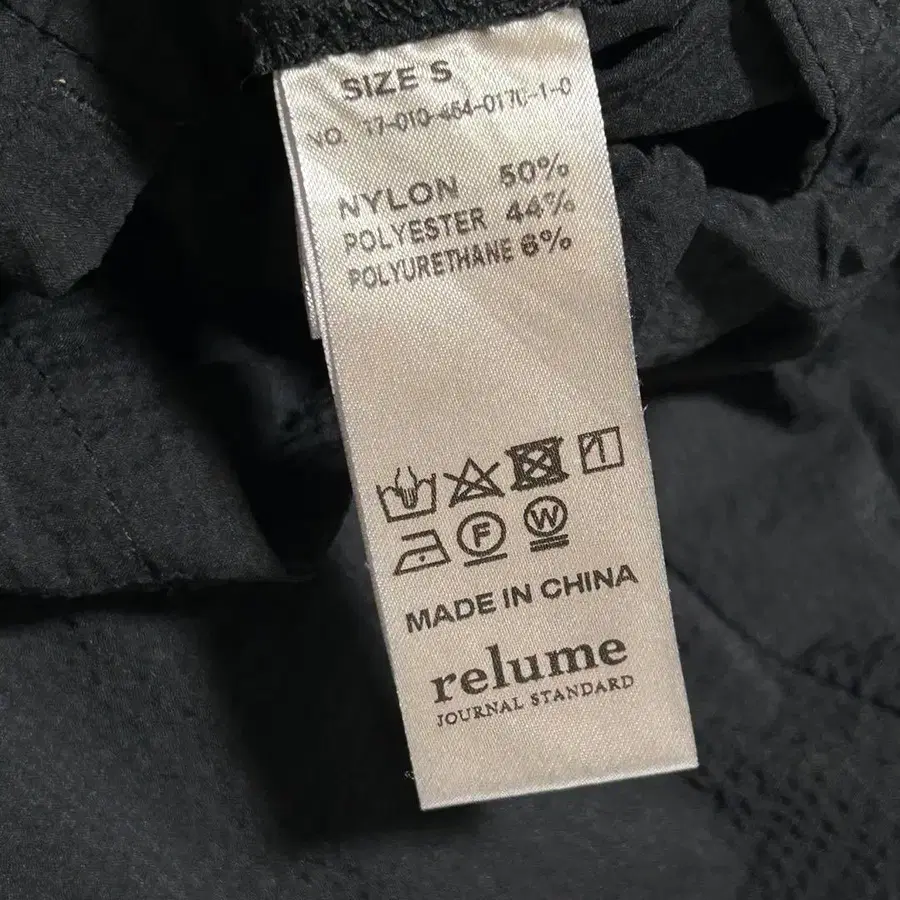 SIZE S
NO. 17-010-464-0170-1-0
NYLON 50%
POLYESTER 44%
POLYURETHANE 6%
F W
MADE IN CHINA
relume
JOURNAL STANDARD